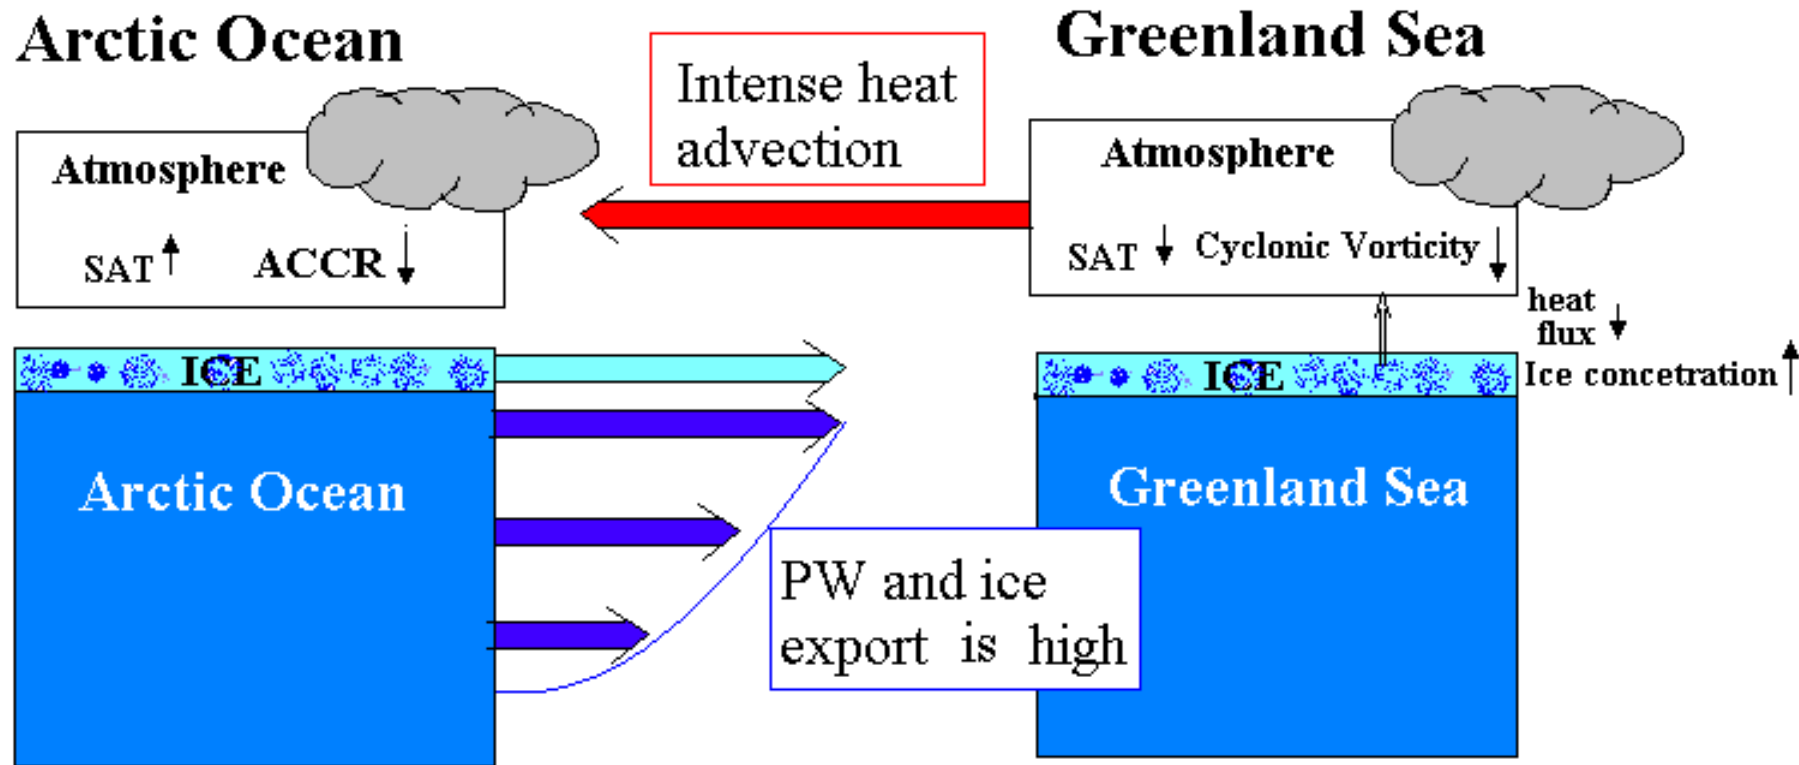 Arctic Ocean
Greenland Sea
Intense heat
advection
Atmosphere
SAT ACCR
Atmosphere
SAT Cyclonic Vorticity
heat
flux
Ice concetration
ICE
ICE
Arctic Ocean
Greenland Sea
PW and ice
export is high